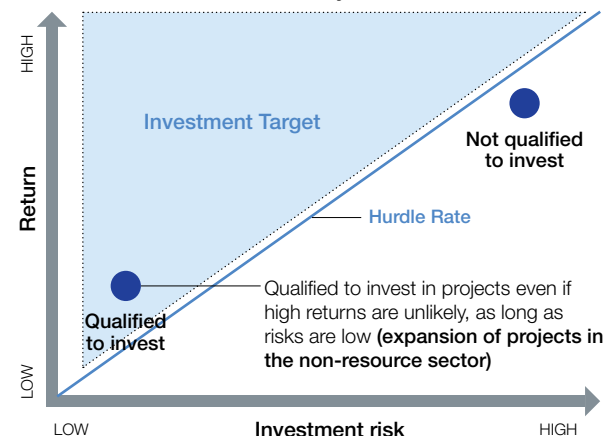 HIGH
Return
LOW
Investment Target
Not qualified
to invest
Hurdle Rate
Qualified
to invest
Qualified to invest in projects even if
high returns are unlikely, as long as
risks are low (expansion of projects in
the non-resource sector)
LOW
Investment risk
HIGH